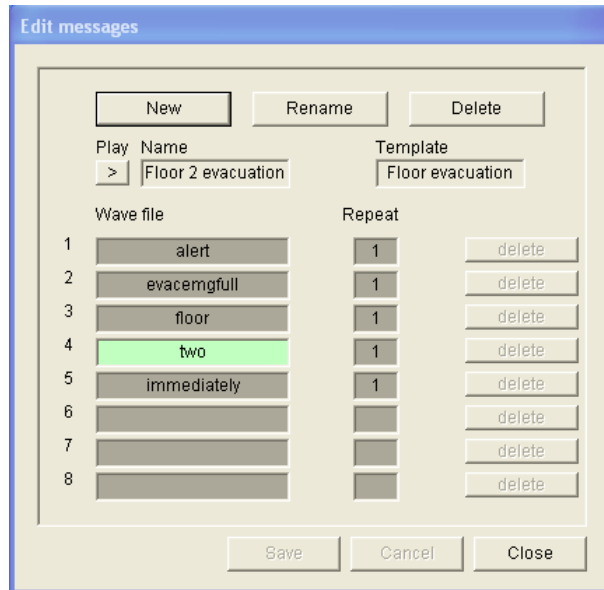 Edit messages
New Rename Delete
Play Name Template
> Floor 2 evacuation Floor evacuation
Wave file Repeat
1 alert 1 delete
2 evacemgfull 1 delete
3 floor 1 delete
4 two 1 delete
5 immediately 1 delete
6 delete
7 delete
8 delete
Save Cancel Close